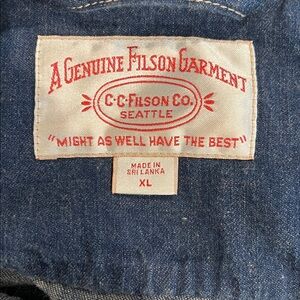 A GENUINE FILSON GARMENT
C·C·FILSON CO.
SEATTLE
"MIGHT AS WELL HAVE THE BEST"
MADE IN
SRI LANKA
XL